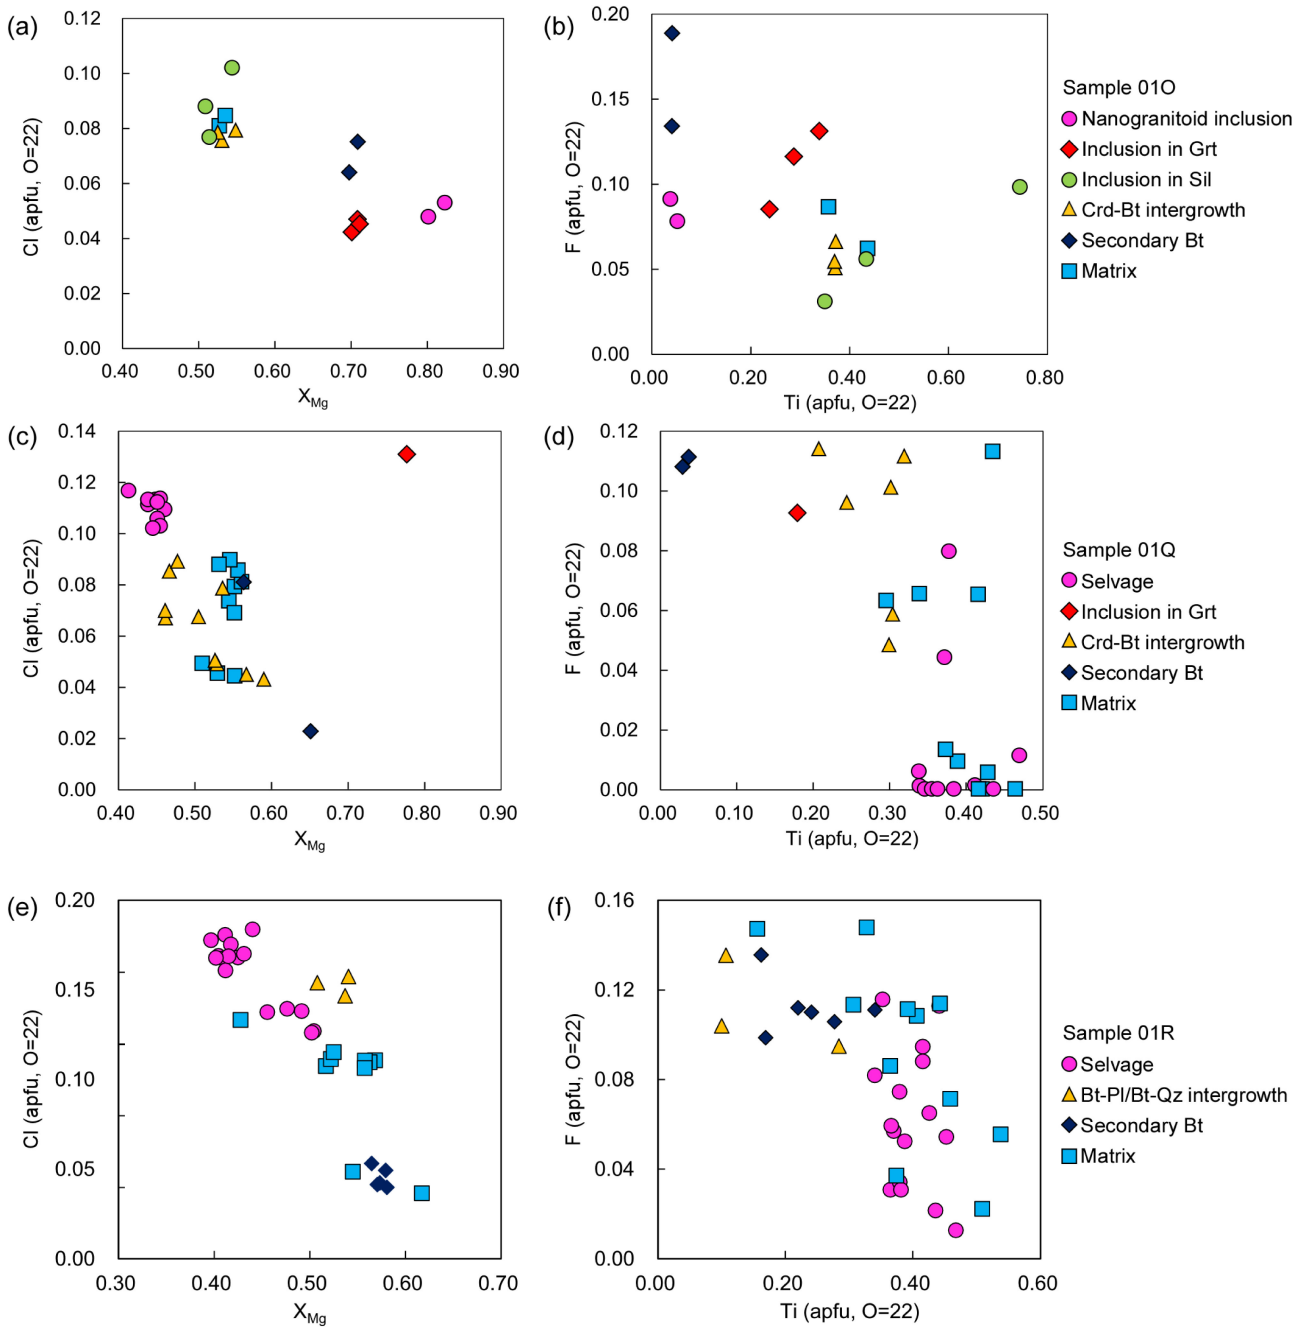 (a)
0.12
0.10
0.08
0.06
0.04
0.02
0.00
Cl (apfu, O=22)
0.40 0.50 0.60 0.70 0.80 0.90
XMg
(b)
0.20
0.15
0.10
0.05
0.00
F (apfu, O=22)
0.00 0.20 0.40 0.60 0.80
Ti (apfu, O=22)
Sample 01O
Nanogranitoid inclusion
Inclusion in Grt
Inclusion in Sil
Crd-Bt intergrowth
Secondary Bt
Matrix
(c)
0.14
0.12
0.10
0.08
0.06
0.04
0.02
0.00
Cl (apfu, O=22)
0.40 0.50 0.60 0.70 0.80 0.90
XMg
(d)
0.12
0.10
0.08
0.06
0.04
0.02
0.00
F (apfu, O=22)
0.00 0.10 0.20 0.30 0.40 0.50
Ti (apfu, O=22)
Sample 01Q
Selvage
Inclusion in Grt
Crd-Bt intergrowth
Secondary Bt
Matrix
(e)
0.20
0.15
0.10
0.05
0.00
Cl (apfu, O=22)
0.30 0.40 0.50 0.60 0.70
XMg
(f)
0.16
0.12
0.08
0.04
0.00
F (apfu, O=22)
0.00 0.20 0.40 0.60
Ti (apfu, O=22)
Sample 01R
Selvage
Bt-Pl/Bt-Qz intergrowth
Secondary Bt
Matrix